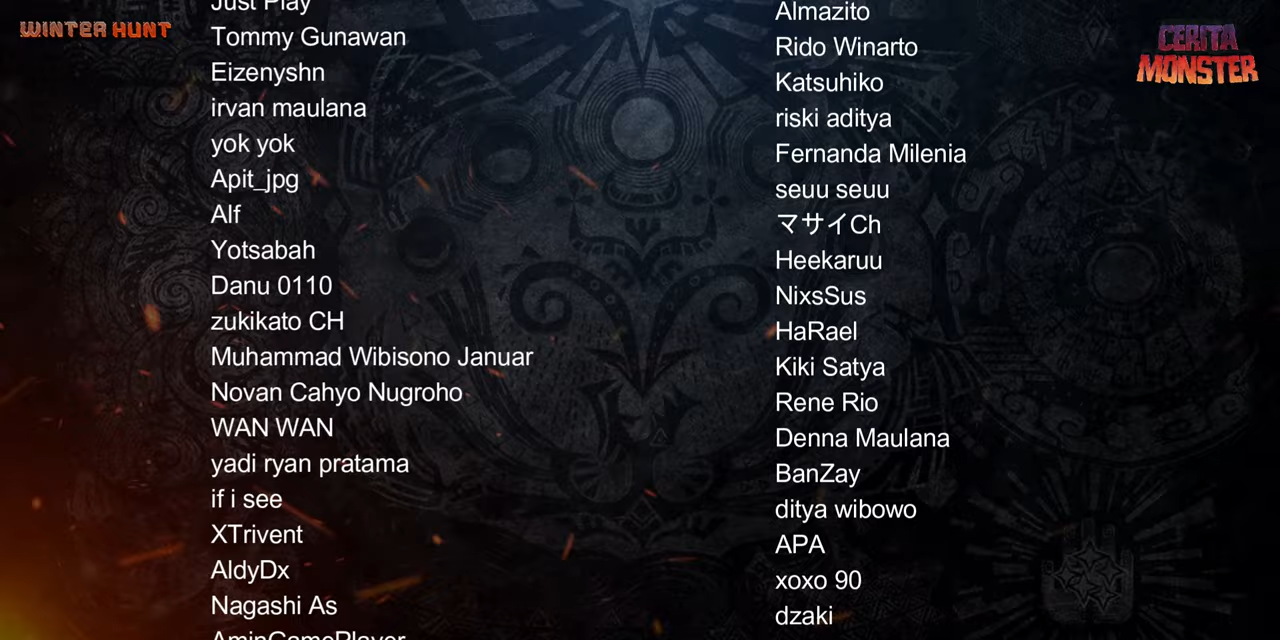 WINTER HUNT
CERITA
MONSTER
Just Play
Tommy Gunawan
Eizenyshn
irvan maulana
yok yok
Apit_jpg
Alf
Yotsabah
Danu 0110
zukikato CH
Muhammad Wibisono Januar
Novan Cahyo Nugroho
WAN WAN
yadi ryan pratama
if i see
XTrivent
AldyDx
Nagashi As
AminGamePlayer
Almazito
Rido Winarto
Katsuhiko
riski aditya
Fernanda Milenia
seuu seuu
マサイCh
Heekaruu
NixsSus
HaRael
Kiki Satya
Rene Rio
Denna Maulana
BanZay
ditya wibowo
APA
xoxo 90
dzaki